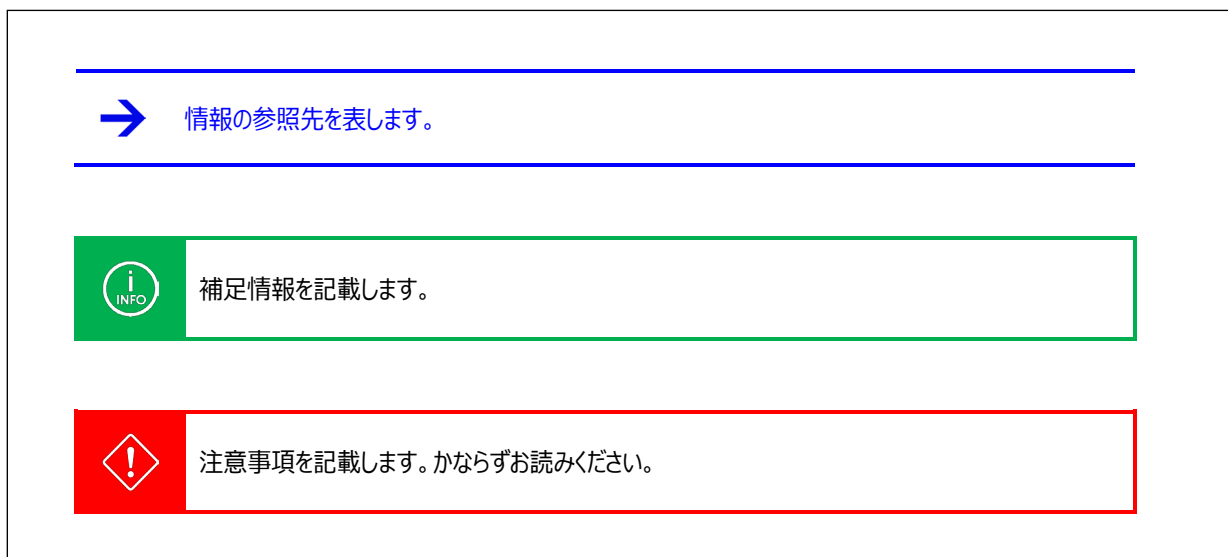 情報の参照先を表します。
i
INFO
補足情報を記載します。
注意事項を記載します。かならずお読みください。